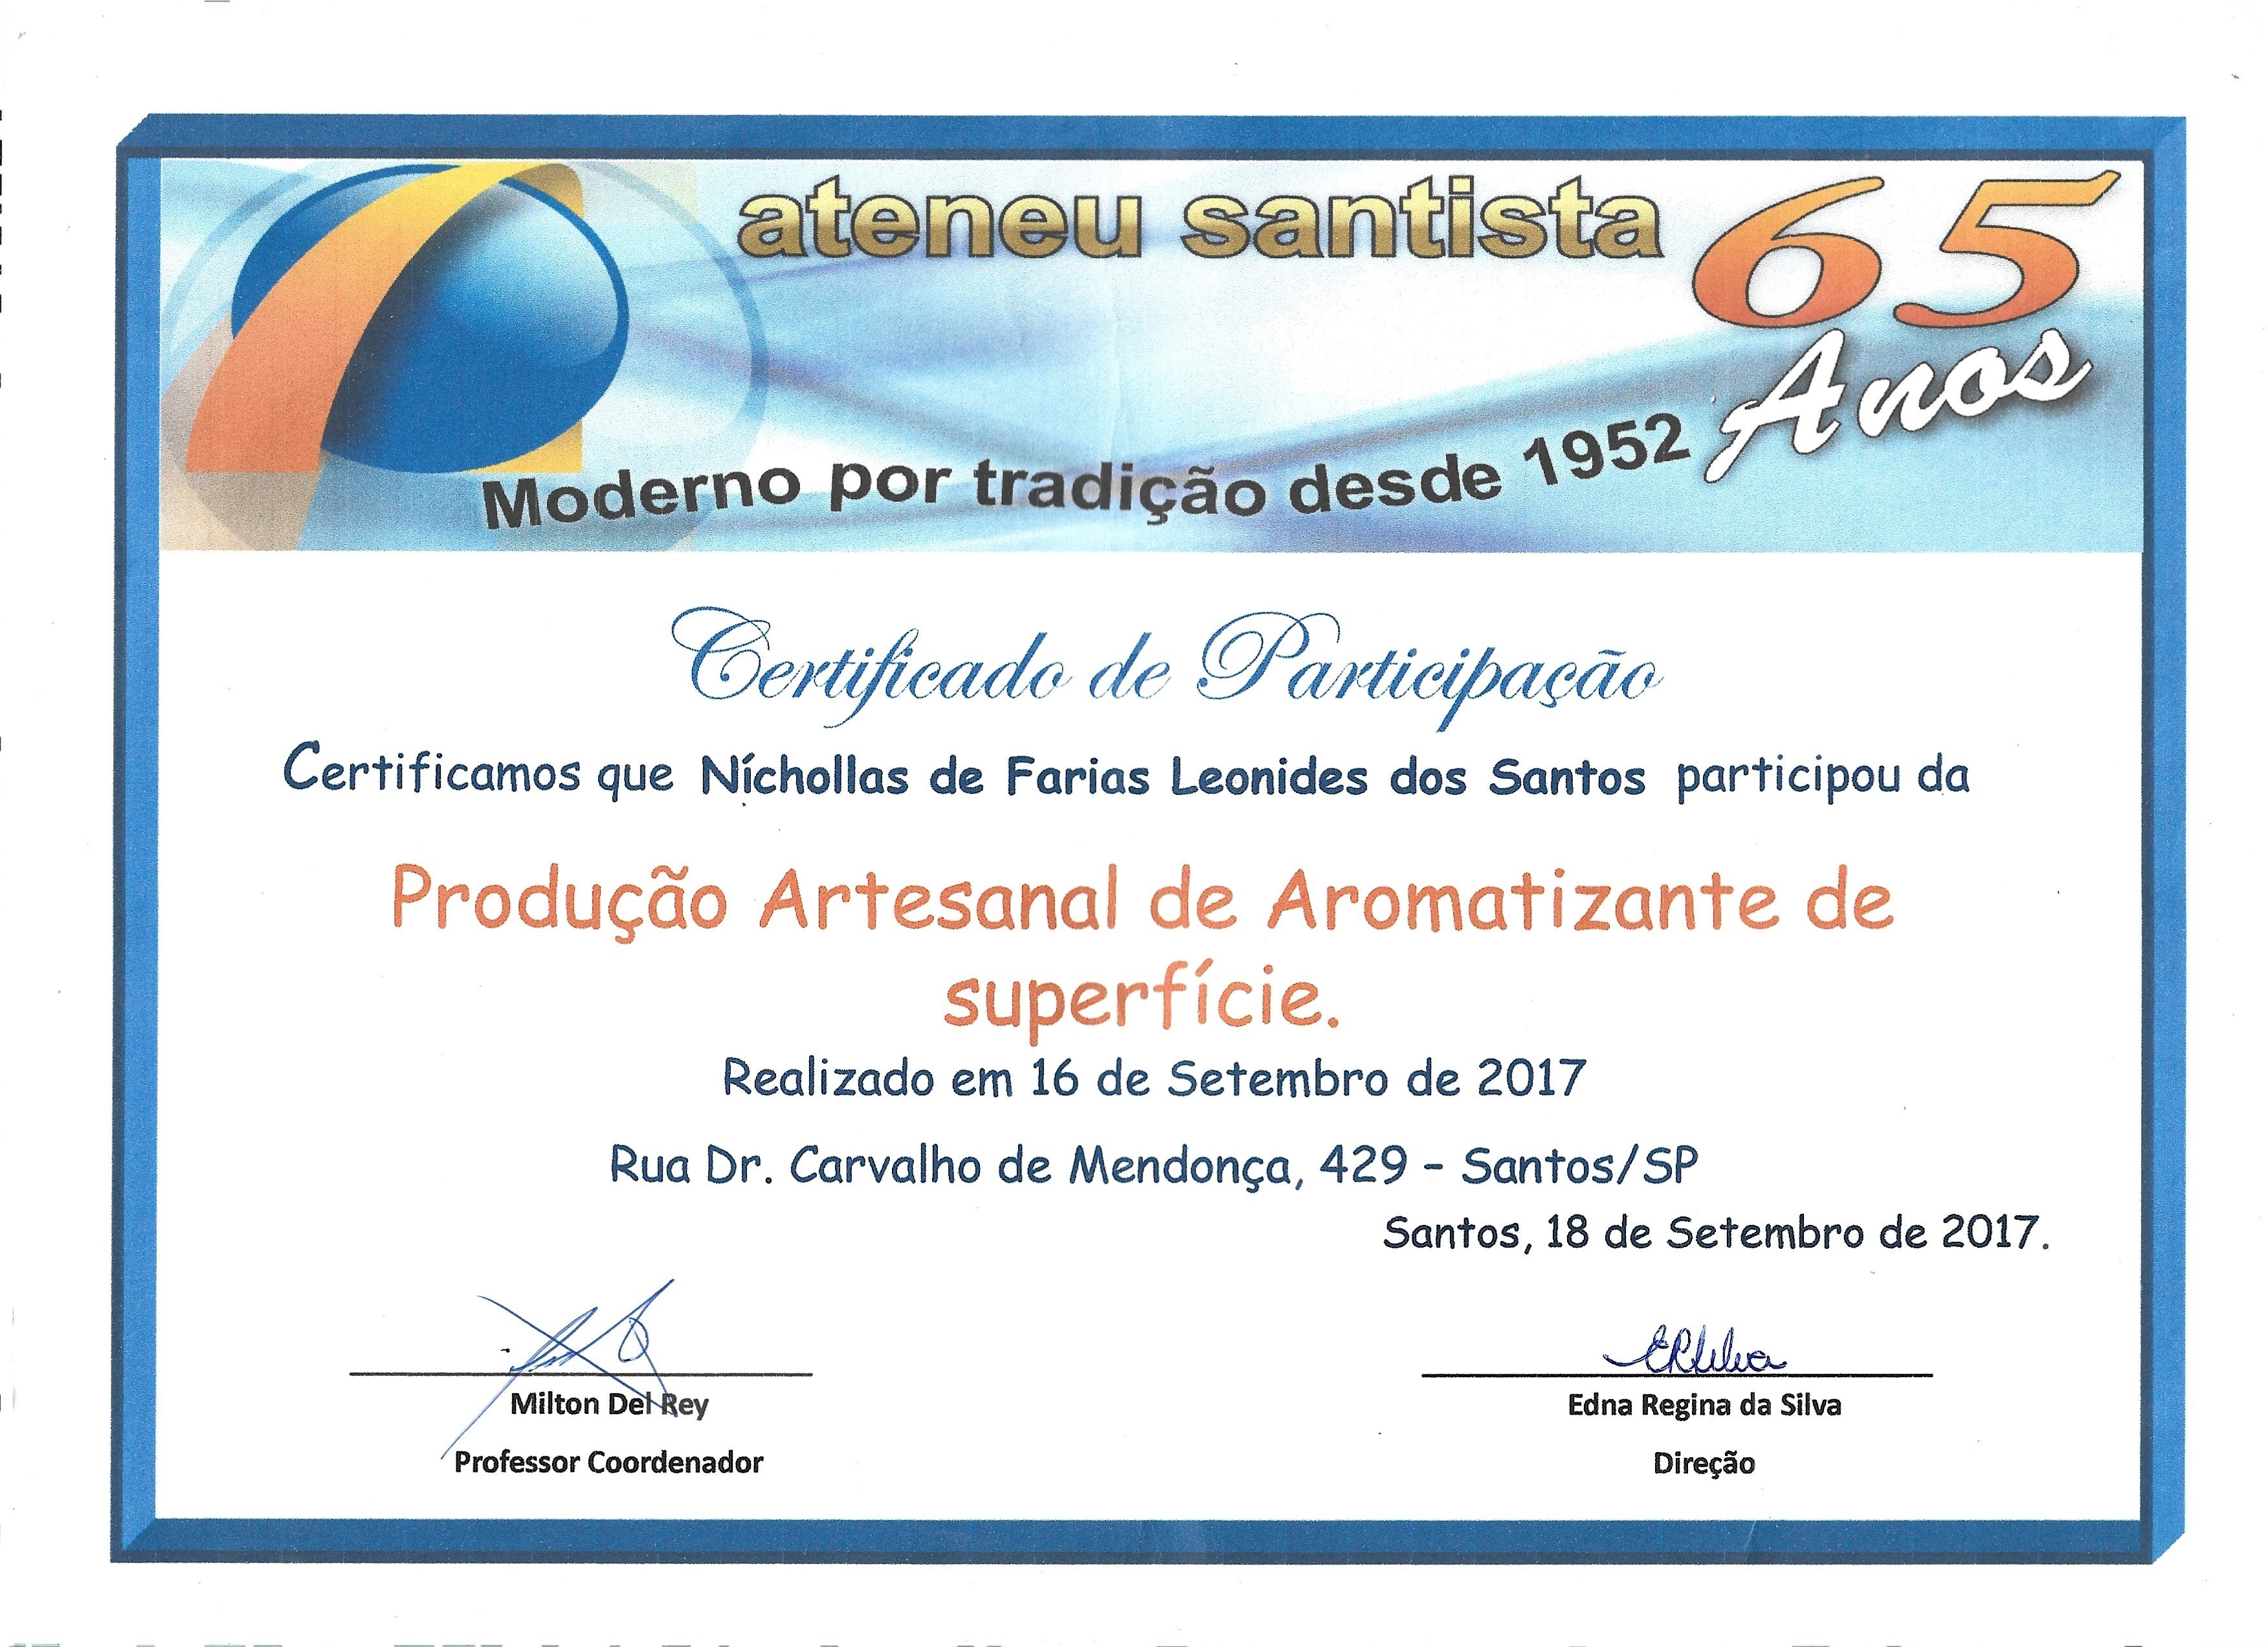 ateneu santista 65
Anos
Moderno por tradição desde 1952
Certificado de Participação
Certificamos que Níchollas de Farias Leonides dos Santos participou da
Produção Artesanal de Aromatizante de
superfície.
Realizado em 16 de Setembro de 2017
Rua Dr. Carvalho de Mendonça, 429 – Santos/SP
Santos, 18 de Setembro de 2017.
ERSilva
Milton Del Rey
Edna Regina da Silva
Professor Coordenador
Direção